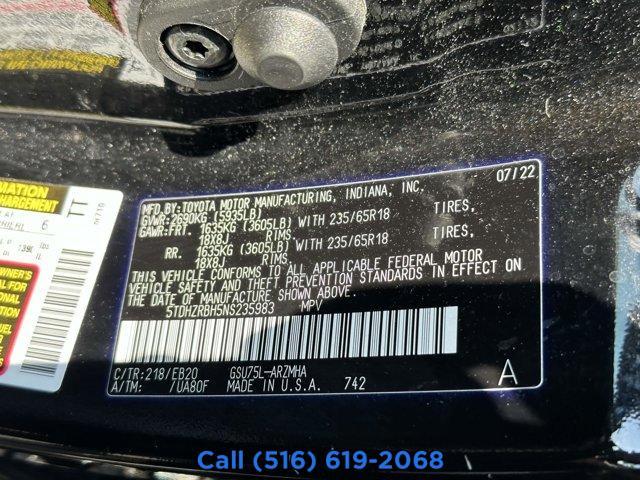 MFD.BY:TOYOTA MOTOR MANUFACTURING, INDIANA, INC. 07/22
GVWR:2690KG (5935LB)
GAWR:FRT. 1635KG (3605LB) WITH 235/65R18 TIRES,
18X8J RIMS,
RR. 1635KG (3605LB) WITH 235/65R18 TIRES,
18X8J RIMS,
THIS VEHICLE CONFORMS TO ALL APPLICABLE FEDERAL MOTOR
VEHICLE SAFETY AND THEFT PREVENTION STANDARDS IN EFFECT ON
THE DATE OF MANUFACTURE SHOWN ABOVE.
5TDHZRBH5NS235983 MPV
C/TR:218/EB20 GSU75L-ARZMHA A
A/TM: /UA80F MADE IN U.S.A. 742
Call (516) 619-2068